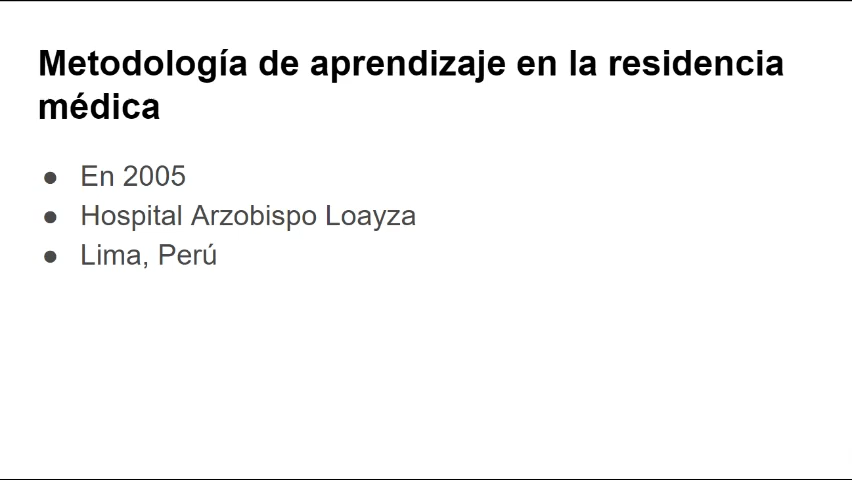 Metodología de aprendizaje en la residencia
médica
● En 2005
● Hospital Arzobispo Loayza
● Lima, Perú